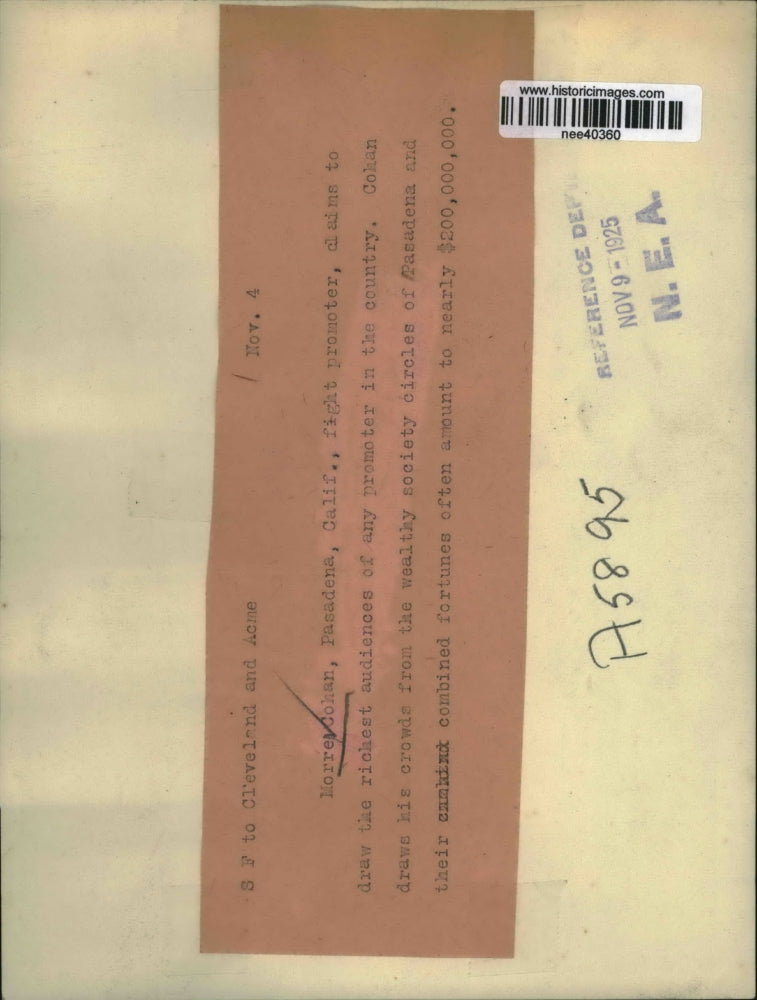 S F to Cleveland and Acme Nov. 4
Morre Cohan, Pasadena, Calif., fight promoter, claims to
draw the richest audiences of any promoter in the country. Cohan
draws his crowds from the wealthy society circles of Pasadena and
their combined fortunes often amount to nearly $200,000,000.
www.historicimages.com
nee40360
REFERENCE DEPT
NOV 9 - 1925
N. E. A.
A5895